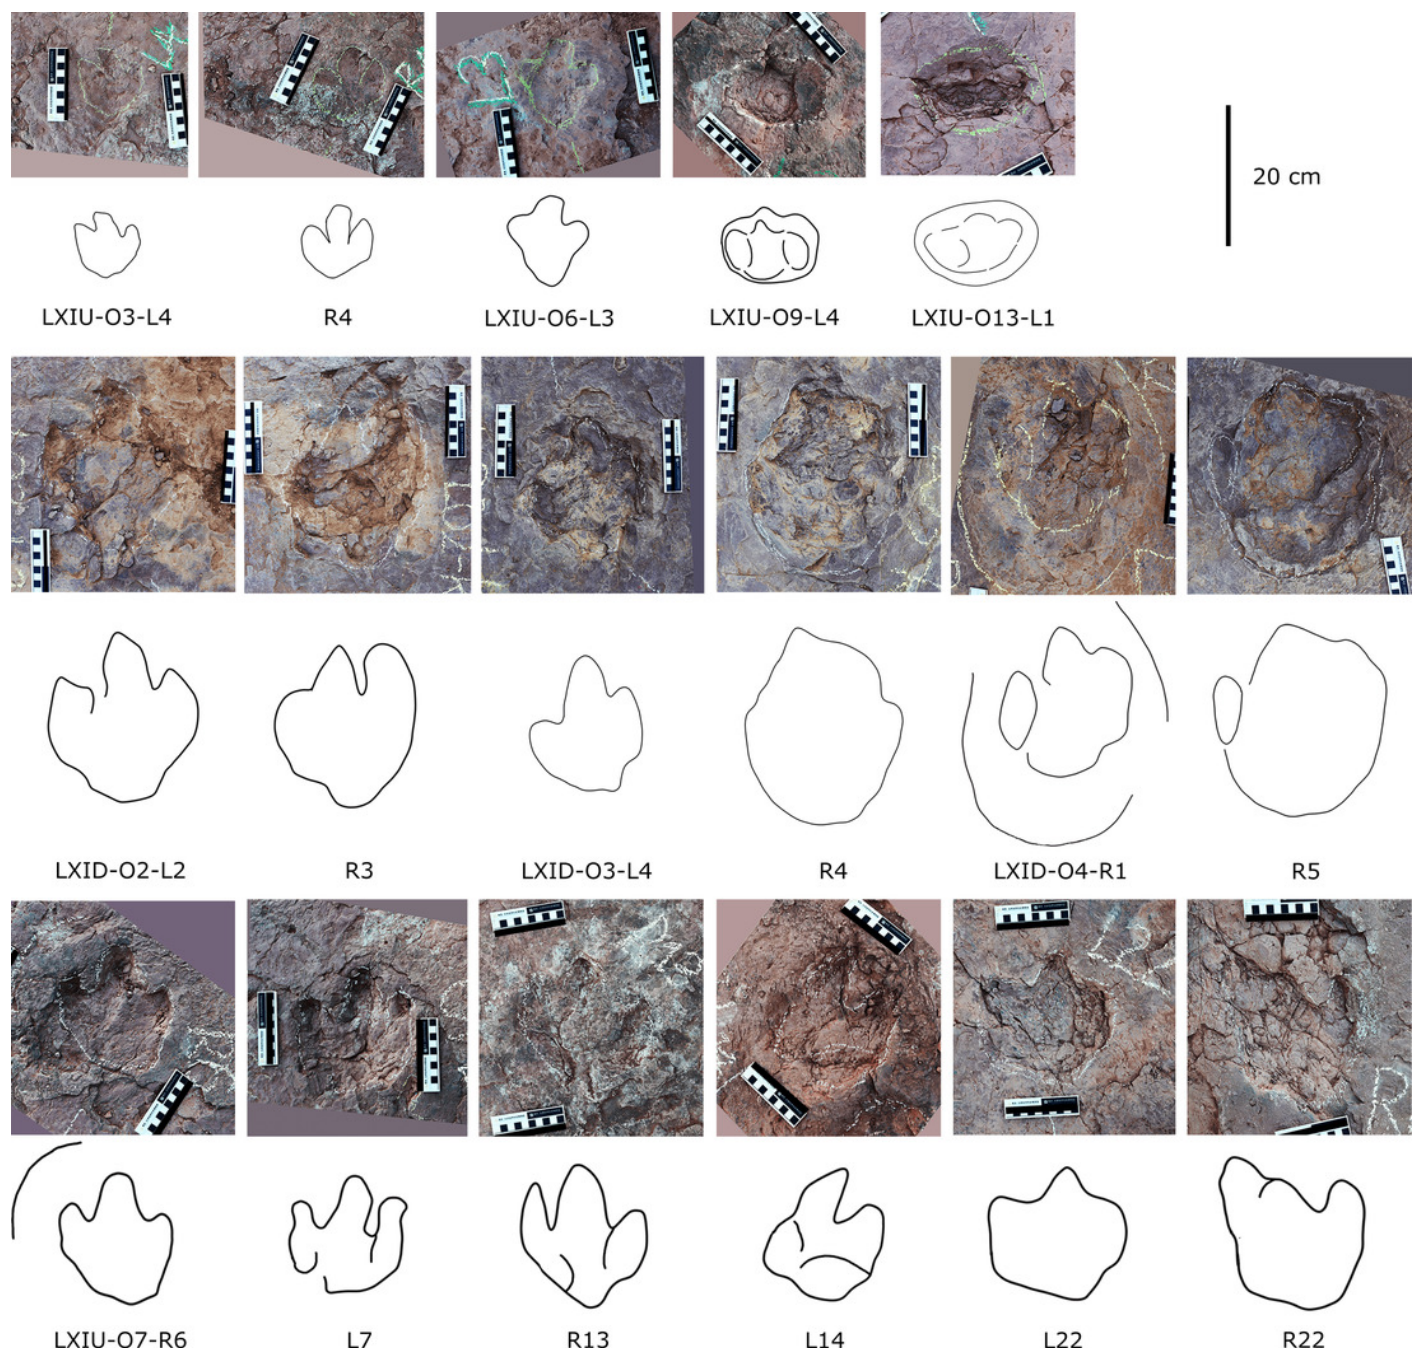 20 cm
LXIU-O3-L4 R4 LXIU-O6-L3 LXIU-O9-L4 LXIU-O13-L1
LXID-O2-L2 R3 LXID-O3-L4 R4 LXID-O4-R1 R5
LXIU-O7-R6 L7 R13 L14 L22 R22